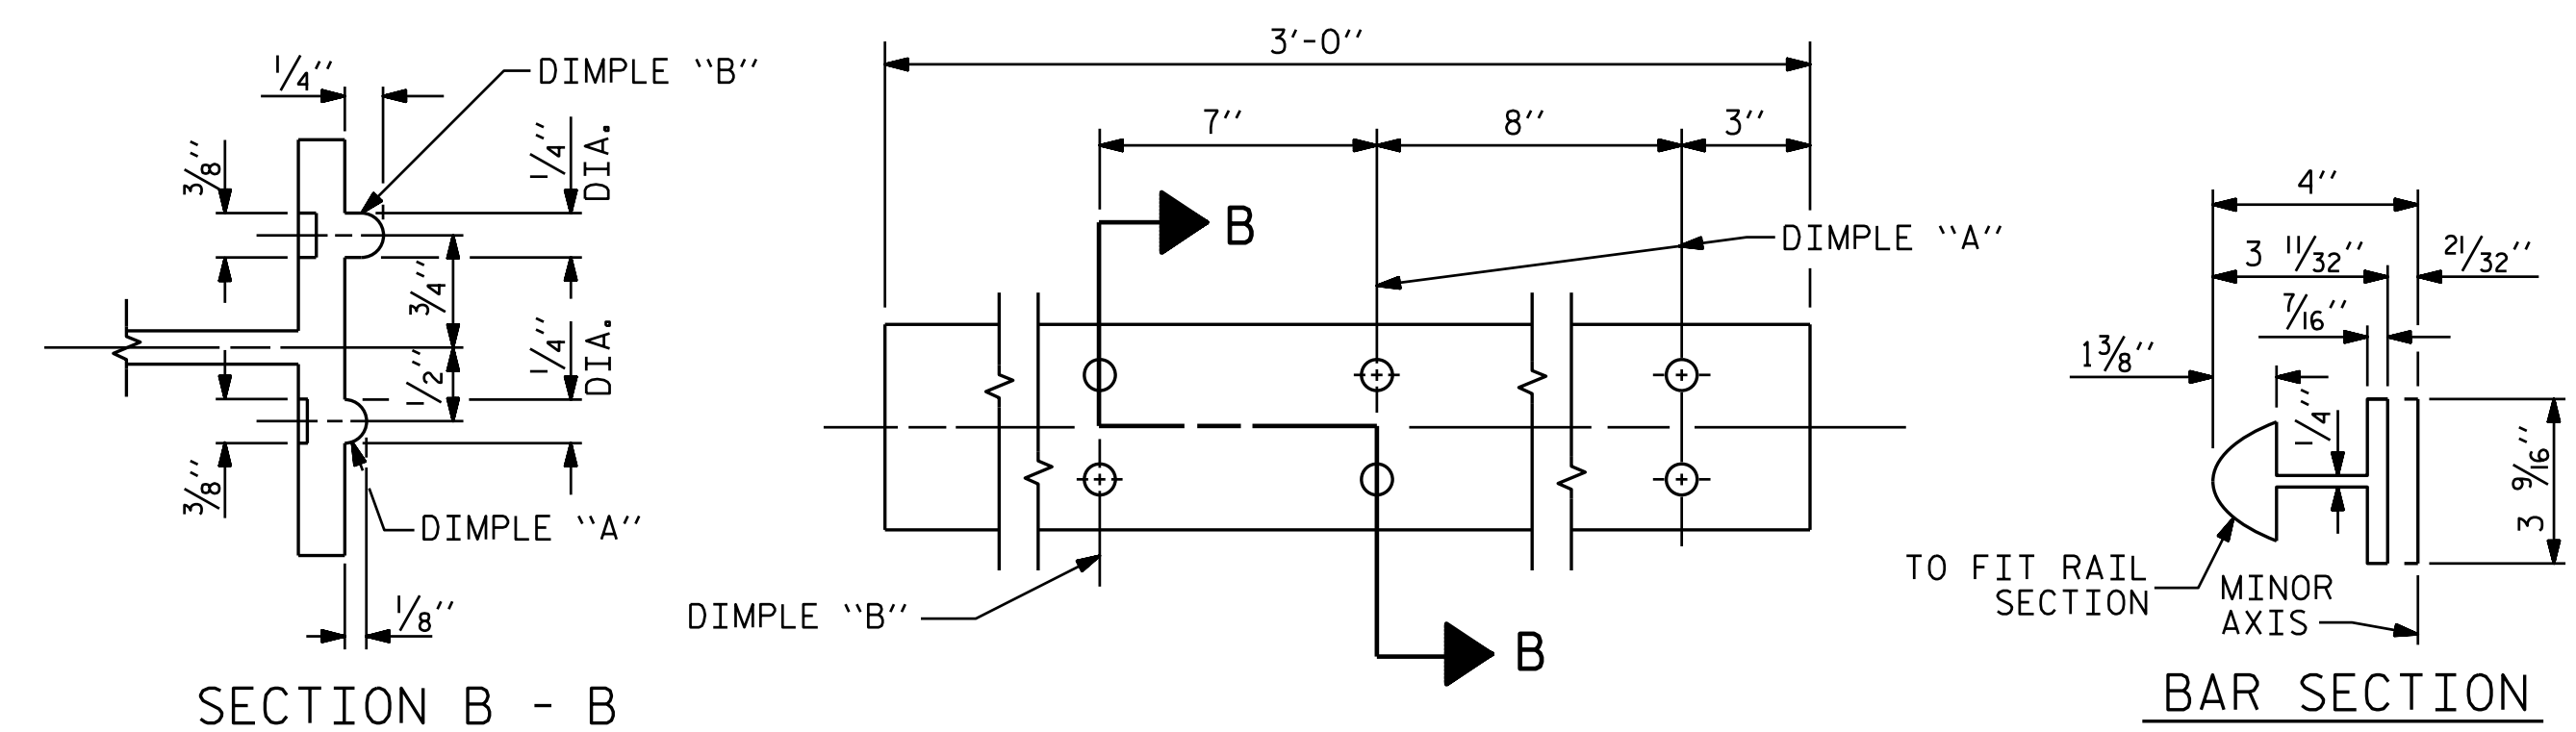 1/4"
DIMPLE "B"
3/8"
1/4" DIA.
3/4"
1/4" DIA.
1/2"
3/8"
DIMPLE "A"
1/8"
SECTION B - B
3'-0"
7"
8"
3"
B
DIMPLE "A"
DIMPLE "B"
B
4"
3 11/32"
21/32"
7/16"
1 3/8"
1/4"
3 9/16"
TO FIT RAIL
SECTION
MINOR
AXIS
BAR SECTION